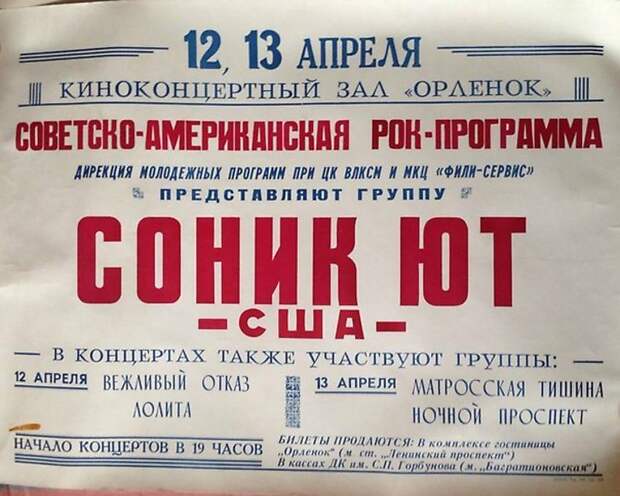 12, 13 АПРЕЛЯ
КИНОКОНЦЕРТНЫЙ ЗАЛ «ОРЛЕНОК»
СОВЕТСКО-АМЕРИКАНСКАЯ РОК-ПРОГРАММА
ДИРЕКЦИЯ МОЛОДЕЖНЫХ ПРОГРАММ ПРИ ЦК ВЛКСМ И МКЦ «ФИЛИ-СЕРВИС»
ПРЕДСТАВЛЯЮТ ГРУППУ
СОНИК ЮТ
— США —
— В КОНЦЕРТАХ ТАКЖЕ УЧАСТВУЮТ ГРУППЫ: —
12 АПРЕЛЯ ВЕЖЛИВЫЙ ОТКАЗ
ЛОЛИТА
13 АПРЕЛЯ МАТРОССКАЯ ТИШИНА
НОЧНОЙ ПРОСПЕКТ
НАЧАЛО КОНЦЕРТОВ В 19 ЧАСОВ
БИЛЕТЫ ПРОДАЮТСЯ: В комплексе гостиницы
„Орленок" (м ст. „Ленинский проспект")
В кассах ДК им. С.П. Горбунова (м. „Багратионовская")